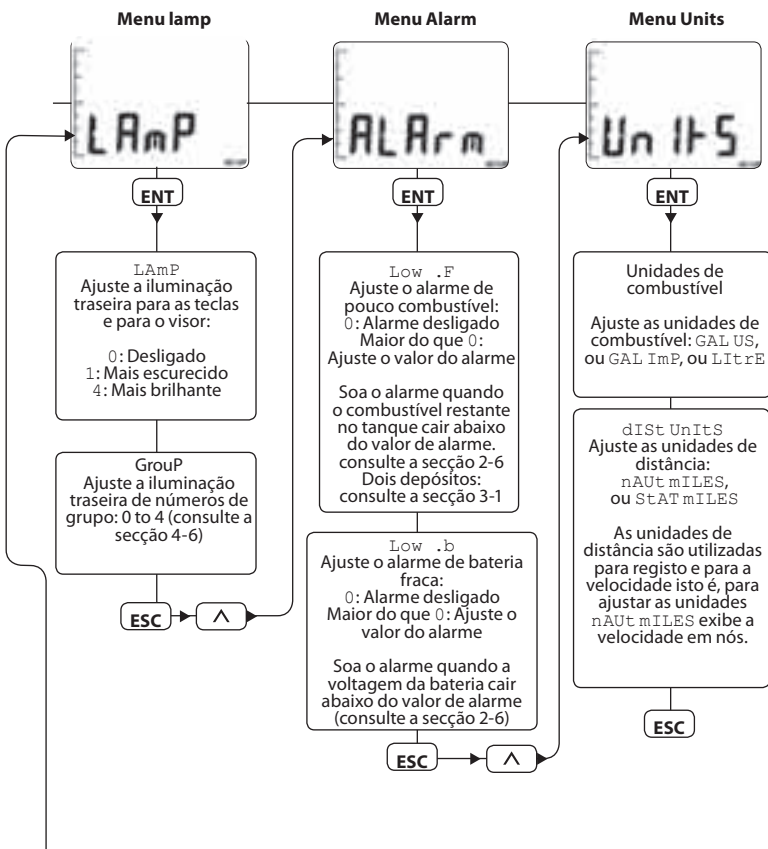 Menu lamp
LAmP
ENT
LAmP
Ajuste a iluminação
traseira para as teclas
e para o visor:
0: Desligado
1: Mais escurecido
4: Mais brilhante
GrouP
Ajuste a iluminação
traseira de números de
grupo: 0 to 4 (consulte a
secção 4-6)
ESC
^
Menu Alarm
ALArm
ENT
Low .F
Ajuste o alarme de
pouco combustível:
0: Alarme desligado
Maior do que 0:
Ajuste o valor do alarme
Soa o alarme quando
o combustível restante
no tanque cair abaixo
do valor de alarme.
consulte a secção 2-6
Dois depósitos:
consulte a secção 3-1
Low .b
Ajuste o alarme de bateria
fraca:
0: Alarme desligado
Maior do que 0: Ajuste o
valor do alarme
Soa o alarme quando a
voltagem da bateria cair
abaixo do valor de alarme
(consulte a secção 2-6)
ESC
^
Menu Units
UnItS
ENT
Unidades de
combustível
Ajuste as unidades de
combustível: GAL US,
ou GAL ImP, ou LItrE
dISt UnItS
Ajuste as unidades de
distância:
nAUt mILES,
ou StAT mILES
As unidades de
distância são utilizadas
para registo e para a
velocidade isto é, para
ajustar as unidades
nAUt mILES exibe a
velocidade em nós.
ESC